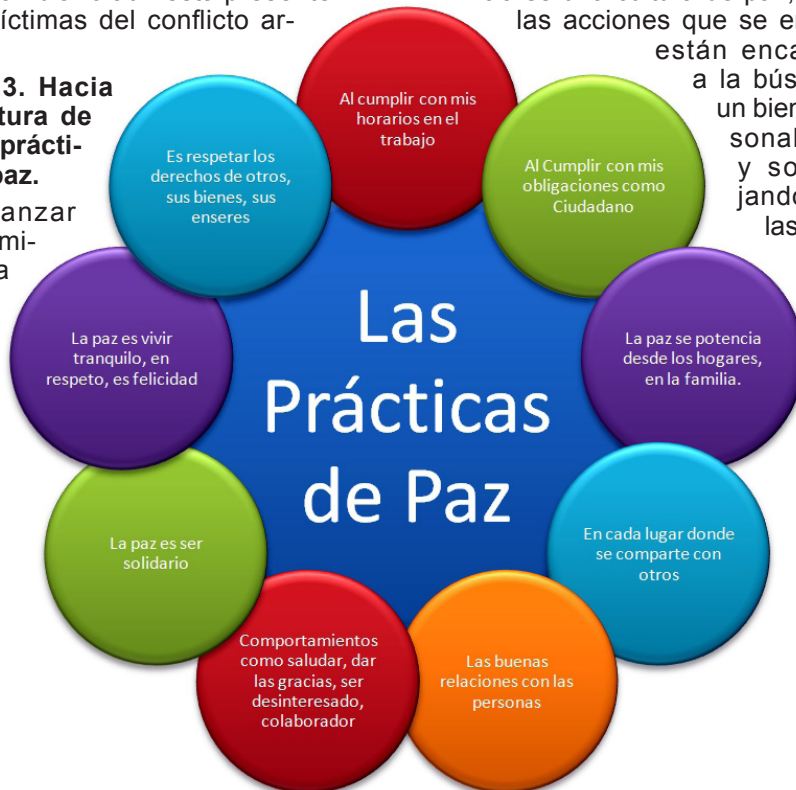 íctimas del conflicto ar-
3. Hacia
tura de
prácti-
paz.
anzar
mi-
a
las acciones que se
están enca
a la bús
un bien
sonal
y so
jando
las
Al cumplir con mis
horarios en el
trabajo
Al Cumplir con mis
obligaciones como
Ciudadano
La paz se potencia
desde los hogares,
en la familia.
En cada lugar donde
se comparte con
otros
Las buenas
relaciones con las
personas
Comportamientos
como saludar, dar
las gracias, ser
desinteresado,
colaborador
La paz es ser
solidario
La paz es vivir
tranquilo, en
respeto, es felicidad
Es respetar los
derechos de otros,
sus bienes, sus
enseres
Las
Prácticas
de Paz